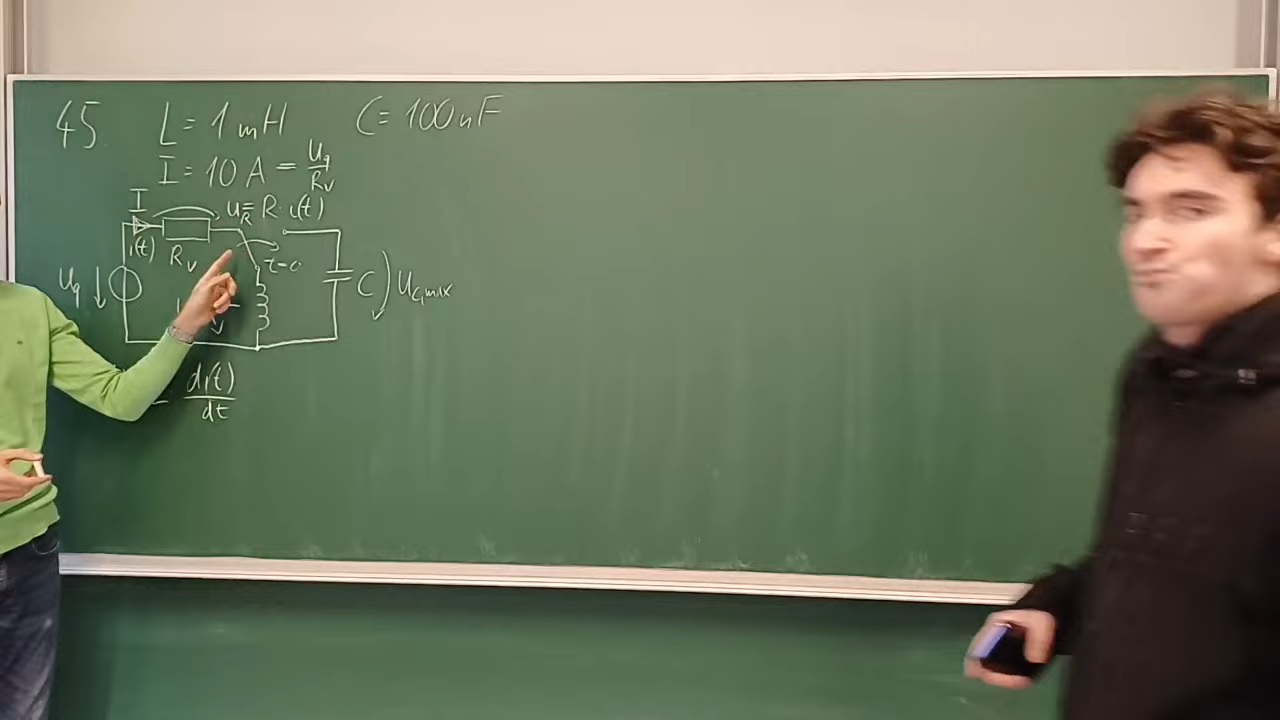 45 L = 1 mH C = 100 nF
I = 10 A = U_q / R_v
I u_R = R · i(t)
i(t) R_v t=0
U_q C U_C,max
di(t) / dt